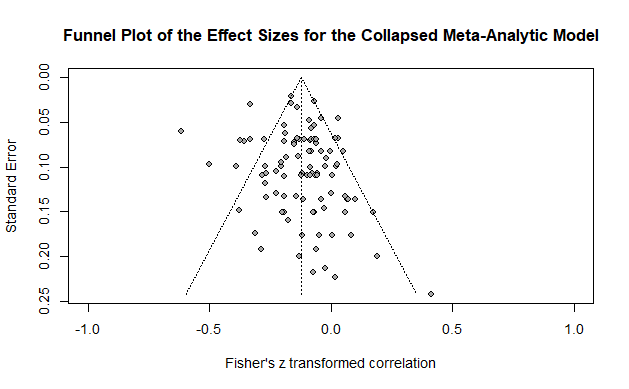 Funnel Plot of the Effect Sizes for the Collapsed Meta-Analytic Model
Standard Error
0.00
0.05
0.10
0.15
0.20
0.25
-1.0 -0.5 0.0 0.5 1.0
Fisher's z transformed correlation